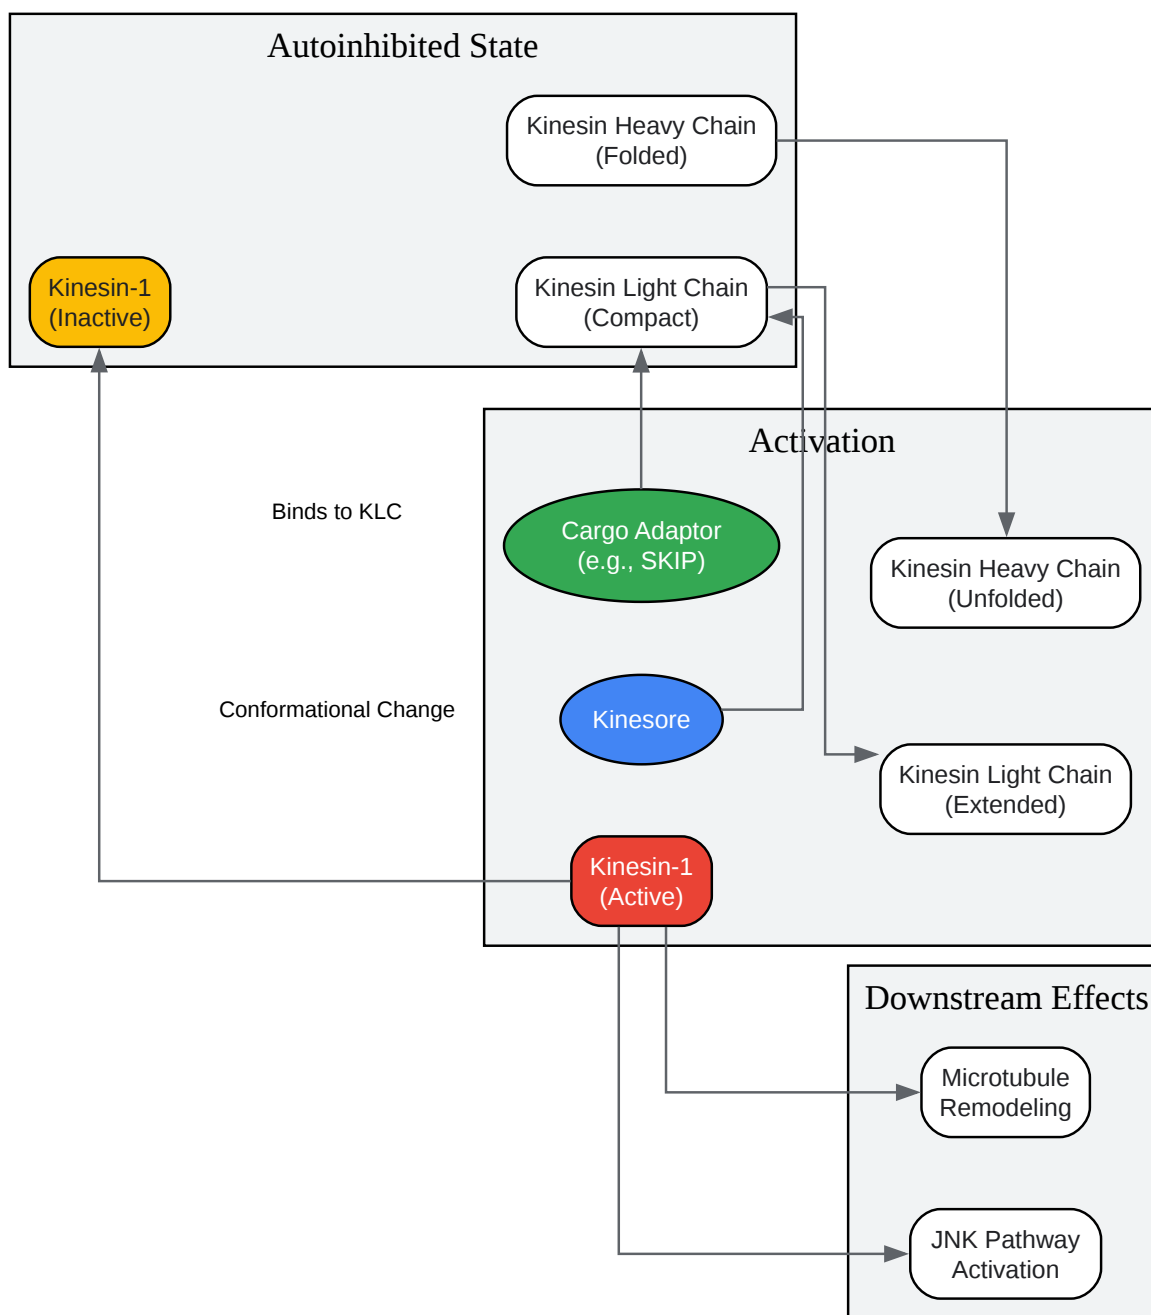 Autoinhibited State
Kinesin Heavy Chain
(Folded)
Kinesin-1
(Inactive)
Kinesin Light Chain
(Compact)
Activation
Binds to KLC
Cargo Adaptor
(e.g., SKIP)
Kinesin Heavy Chain
(Unfolded)
Conformational Change
Kinesore
Kinesin Light Chain
(Extended)
Kinesin-1
(Active)
Downstream Effects
Microtubule
Remodeling
JNK Pathway
Activation